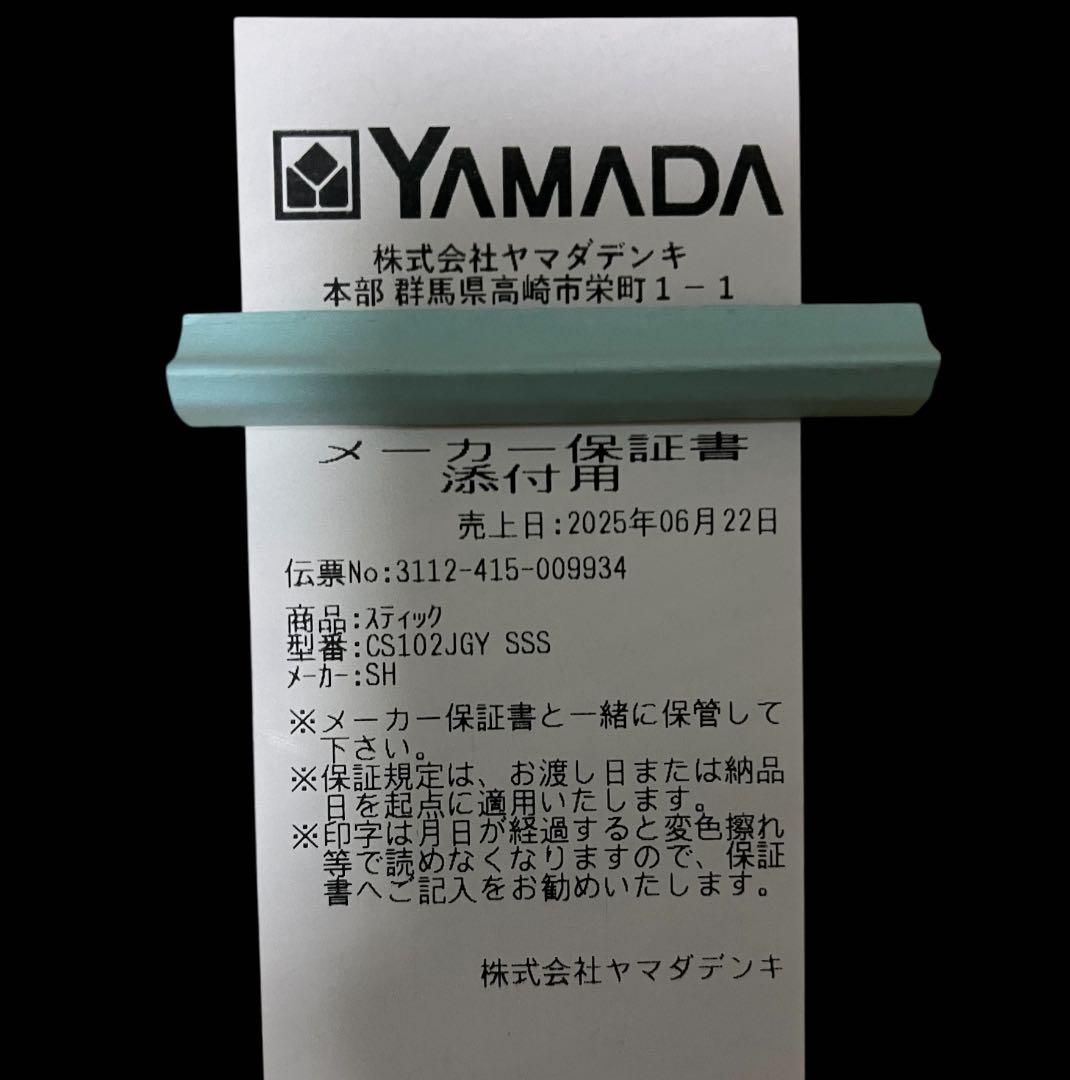 YAMADA
株式会社ヤマダデンキ
本部 群馬県高崎市栄町1-1
メーカー保証書
添付用
売上日:2025年06月22日
伝票No:3112-415-009934
商品:スティック
型番:CS102JGY SSS
メーカー:SH
※メーカー保証書と一緒に保管して
下さい。
※保証規定は、お渡し日または納品
日を起点に適用いたします。
※印字は月日が経過すると変色擦れ
等で読めなくなりますので、保証
書へご記入をお勧めいたします。
株式会社ヤマダデンキ